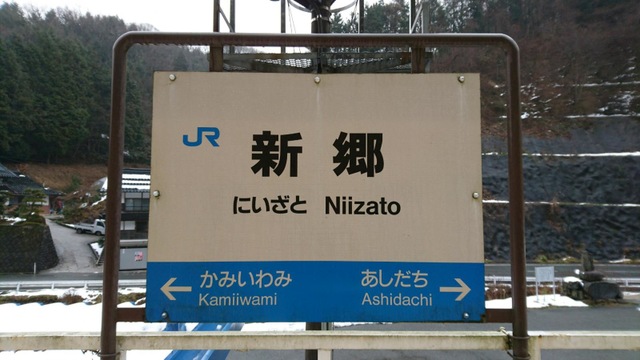 JR
新郷
にいざと Niizato
← かみいわみ あしだち →
Kamiiwami Ashidachi